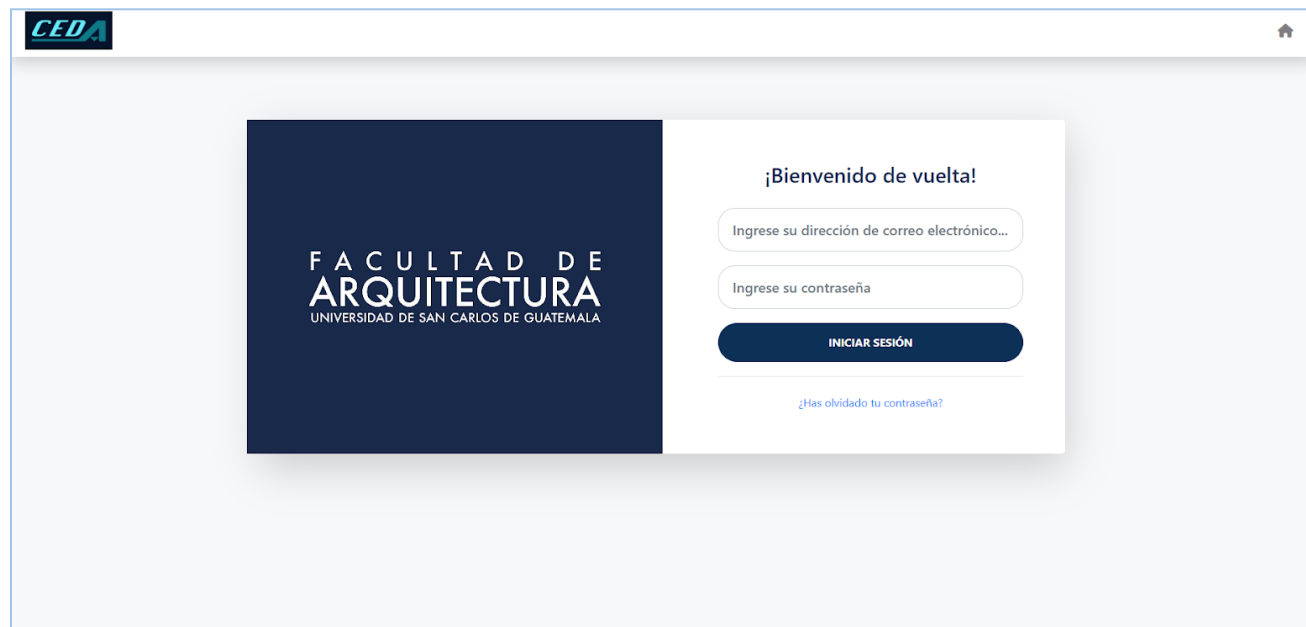 CEDA
FACULTAD DE
ARQUITECTURA
UNIVERSIDAD DE SAN CARLOS DE GUATEMALA
¡Bienvenido de vuelta!
Ingrese su dirección de correo electrónico...
Ingrese su contraseña
INICIAR SESIÓN
¿Has olvidado tu contraseña?